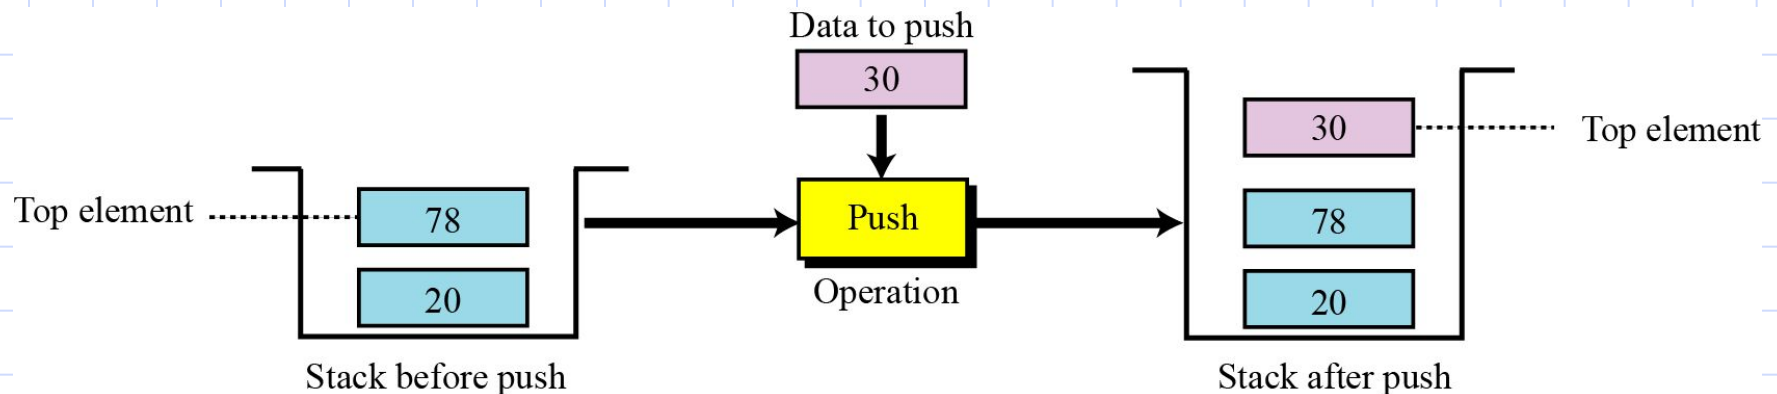 Data to push
30
Top element
78
20
Stack before push
Push
Operation
30
Top element
78
20
Stack after push